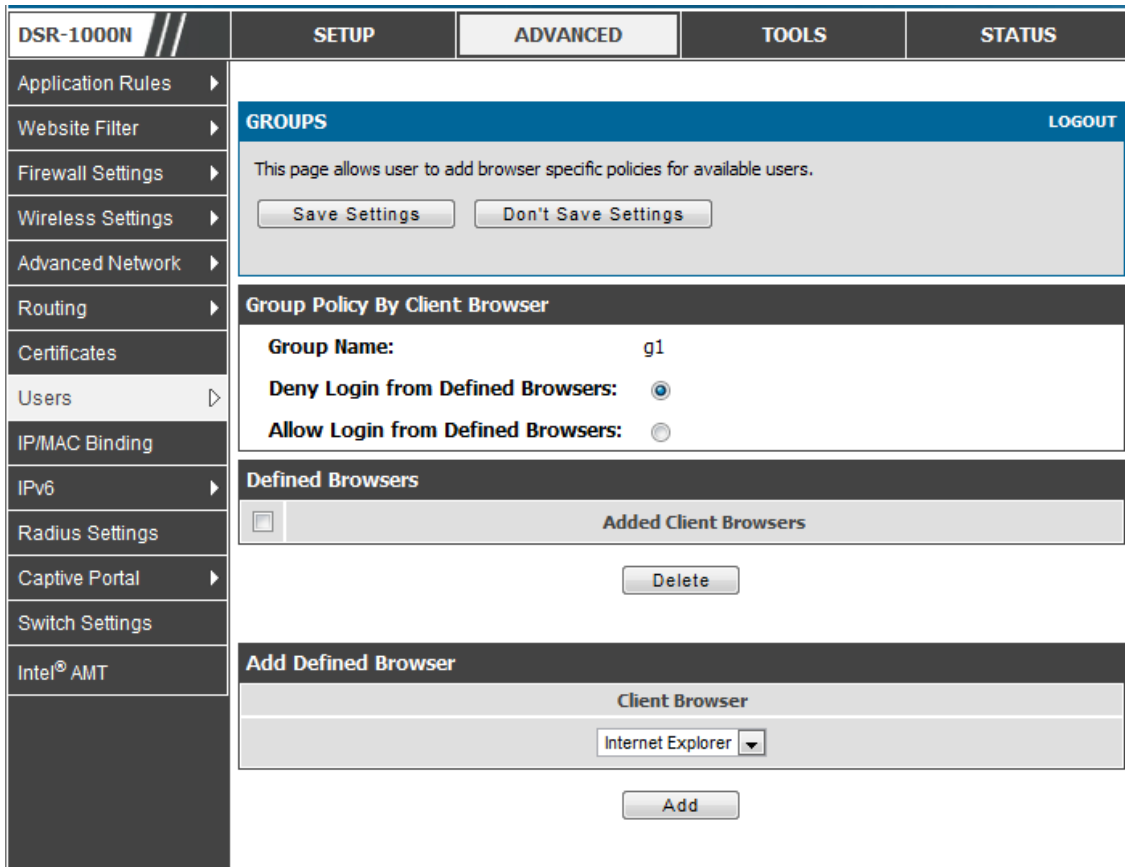 DSR-1000N
SETUP
ADVANCED
TOOLS
STATUS
Application Rules
Website Filter
Firewall Settings
Wireless Settings
Advanced Network
Routing
Certificates
Users
IP/MAC Binding
IPv6
Radius Settings
Captive Portal
Switch Settings
Intel® AMT
GROUPS
LOGOUT
This page allows user to add browser specific policies for available users.
Save Settings
Don't Save Settings
Group Policy By Client Browser
Group Name: g1
Deny Login from Defined Browsers:
Allow Login from Defined Browsers:
Defined Browsers
Added Client Browsers
Delete
Add Defined Browser
Client Browser
Internet Explorer
Add